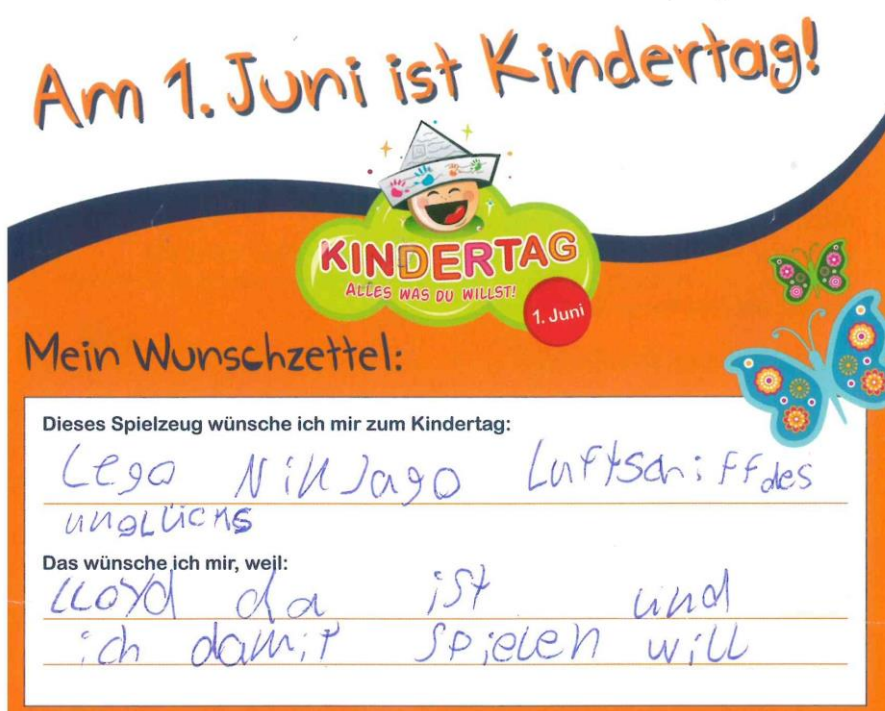 Am 1. Juni ist Kindertag!
KINDERTAG
ALLES WAS DU WILLST!
1. Juni
Mein Wunschzettel:
Dieses Spielzeug wünsche ich mir zum Kindertag:
Lego NiNJago Luftschiff des
unglücks
Das wünsche ich mir, weil:
LLoyd da ist und
ich damit spielen will